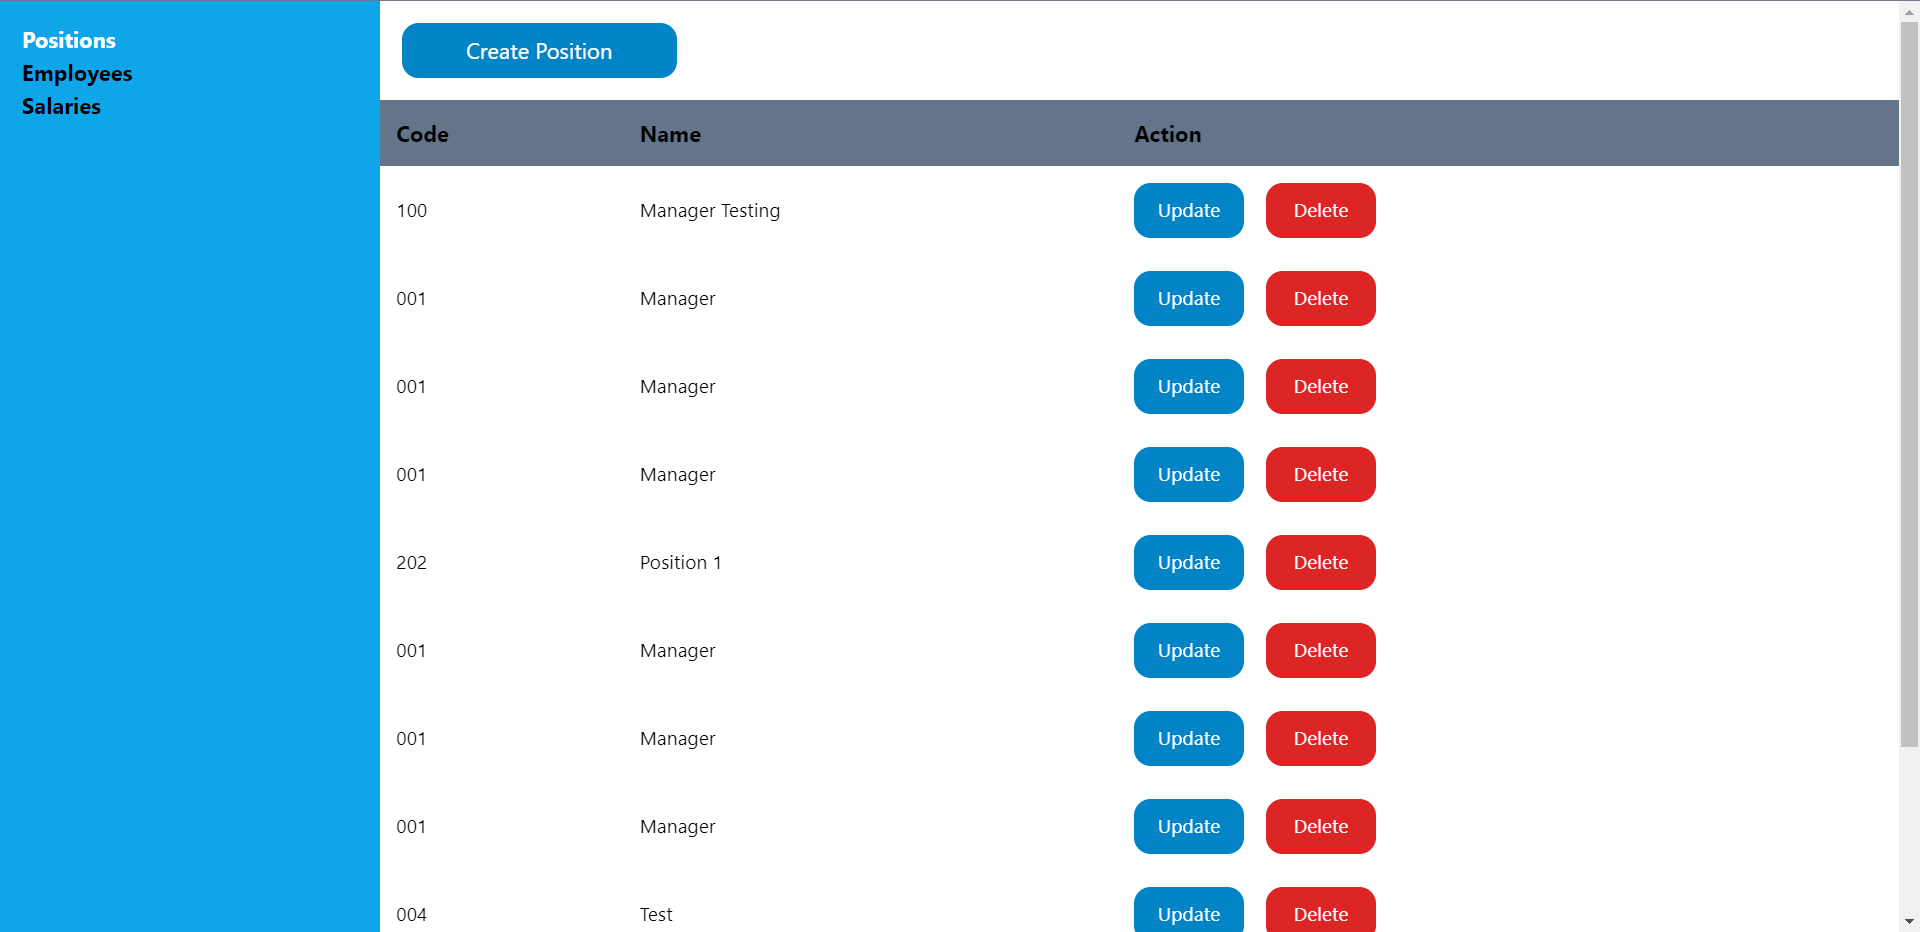 Positions
Employees
Salaries
Create Position
Code Name Action
100 Manager Testing Update Delete
001 Manager Update Delete
001 Manager Update Delete
001 Manager Update Delete
202 Position 1 Update Delete
001 Manager Update Delete
001 Manager Update Delete
001 Manager Update Delete
004 Test Update Delete